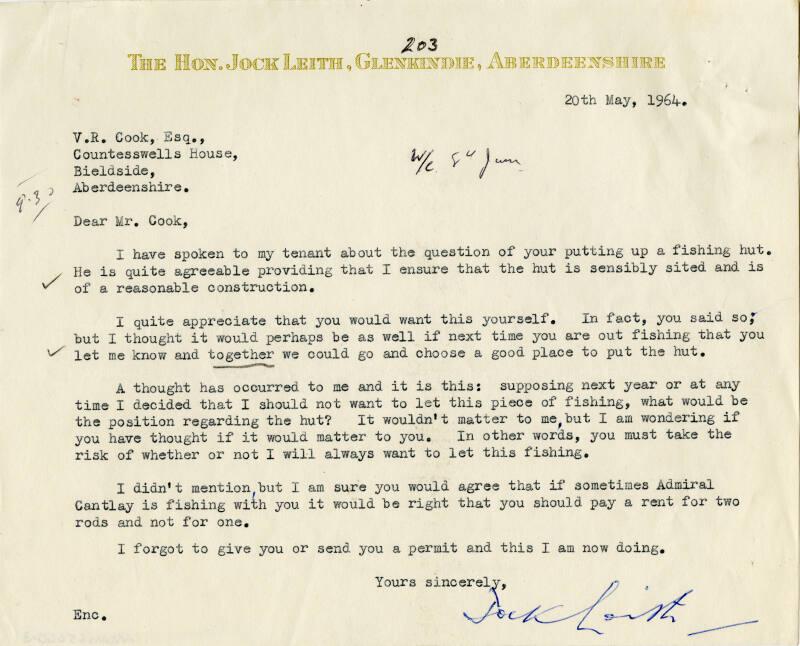 203
THE HON. JOCK LEITH, GLENKINDIE, ABERDEENSHIRE
20th May, 1964.
V.R. Cook, Esq.,
Countesswells House,
Bieldside,
Aberdeenshire.
W/c 8th June
Dear Mr. Cook,
I have spoken to my tenant about the question of your putting up a fishing hut.
He is quite agreeable providing that I ensure that the hut is sensibly sited and is
of a reasonable construction.
I quite appreciate that you would want this yourself. In fact, you said so;
but I thought it would perhaps be as well if next time you are out fishing that you
let me know and together we could go and choose a good place to put the hut.
A thought has occurred to me and it is this: supposing next year or at any
time I decided that I should not want to let this piece of fishing, what would be
the position regarding the hut? It wouldn't matter to me, but I am wondering if
you have thought if it would matter to you. In other words, you must take the
risk of whether or not I will always want to let this fishing.
I didn't mention, but I am sure you would agree that if sometimes Admiral
Cantlay is fishing with you it would be right that you should pay a rent for two
rods and not for one.
I forgot to give you or send you a permit and this I am now doing.
Yours sincerely,
Jock Leith
Enc.